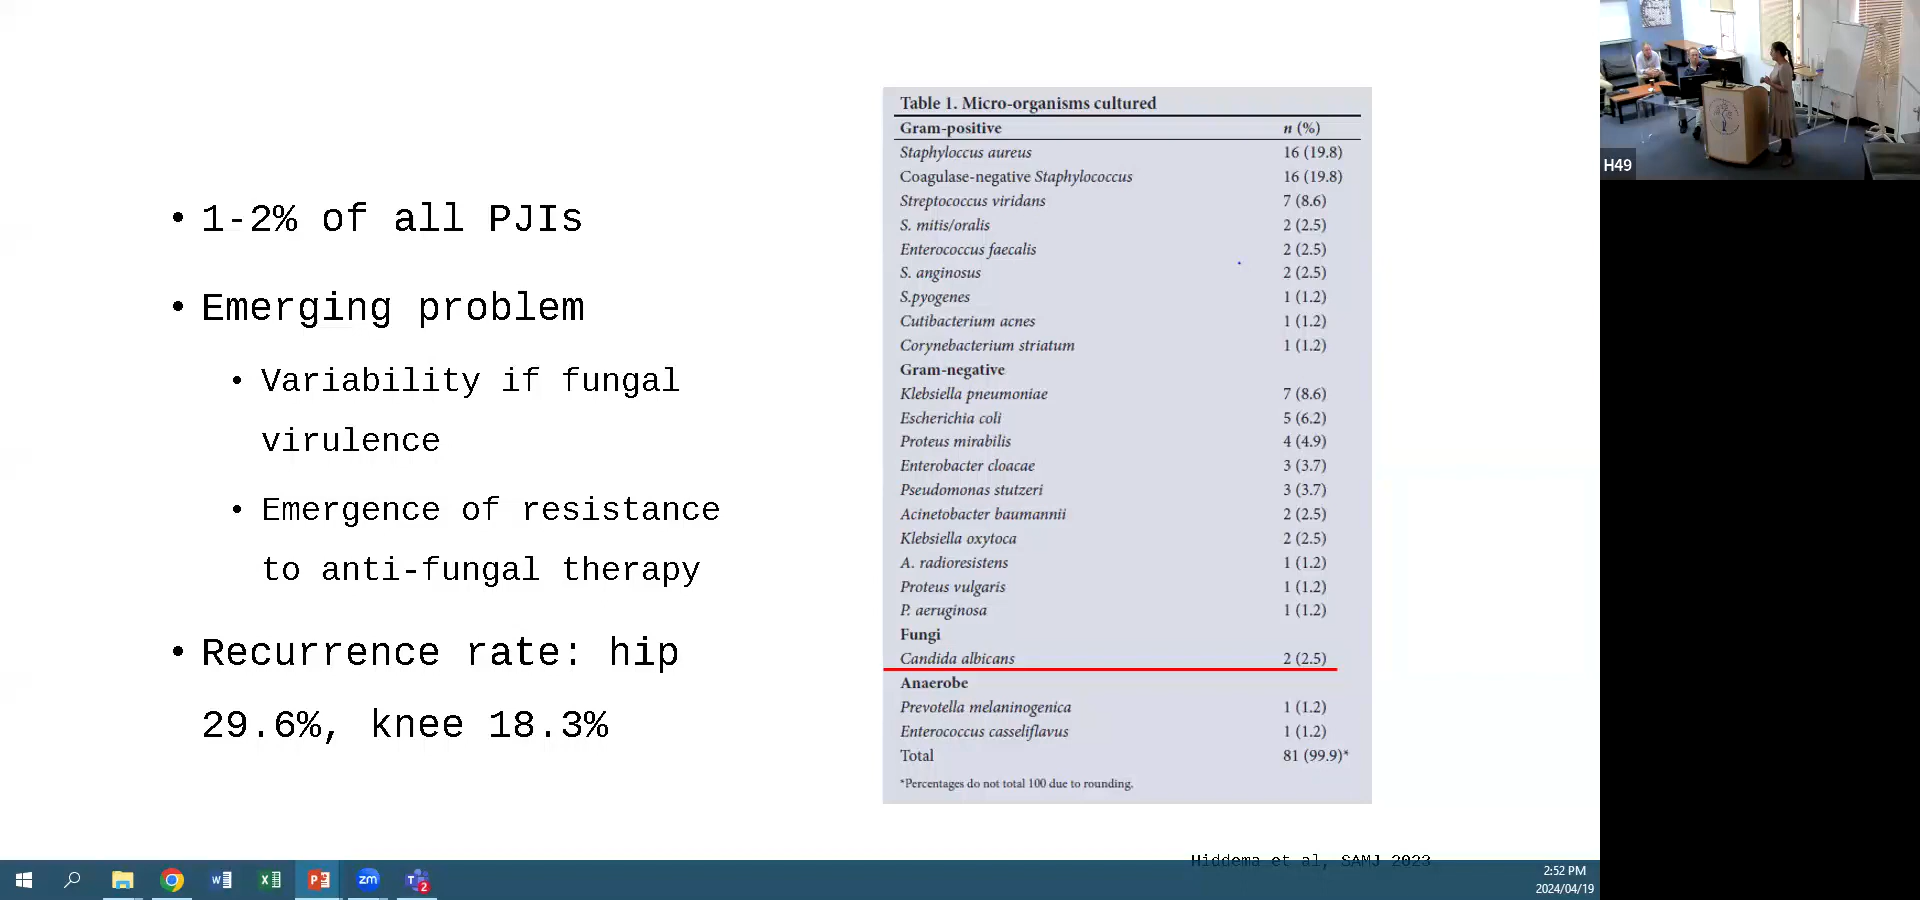 • 1-2% of all PJIs
• Emerging problem
• Variability if fungal
virulence
• Emergence of resistance
to anti-fungal therapy
• Recurrence rate: hip
29.6%, knee 18.3%
Table 1. Micro-organisms cultured
Gram-positive n (%)
Staphyloccus aureus 16 (19.8)
Coagulase-negative Staphylococcus 16 (19.8)
Streptococcus viridans 7 (8.6)
S. mitis/oralis 2 (2.5)
Enterococcus faecalis 2 (2.5)
S. anginosus 2 (2.5)
S.pyogenes 1 (1.2)
Cutibacterium acnes 1 (1.2)
Corynebacterium striatum 1 (1.2)
Gram-negative
Klebsiella pneumoniae 7 (8.6)
Escherichia coli 5 (6.2)
Proteus mirabilis 4 (4.9)
Enterobacter cloacae 3 (3.7)
Pseudomonas stutzeri 3 (3.7)
Acinetobacter baumannii 2 (2.5)
Klebsiella oxytoca 2 (2.5)
A. radioresistens 1 (1.2)
Proteus vulgaris 1 (1.2)
P. aeruginosa 1 (1.2)
Fungi
Candida albicans 2 (2.5)
Anaerobe
Prevotella melaninogenica 1 (1.2)
Enterococcus casseliflavus 1 (1.2)
Total 81 (99.9)*
*Percentages do not total 100 due to rounding.
Hiddema et al, SAMJ 2023
H49
zm
2
2:52 PM
2024/04/19